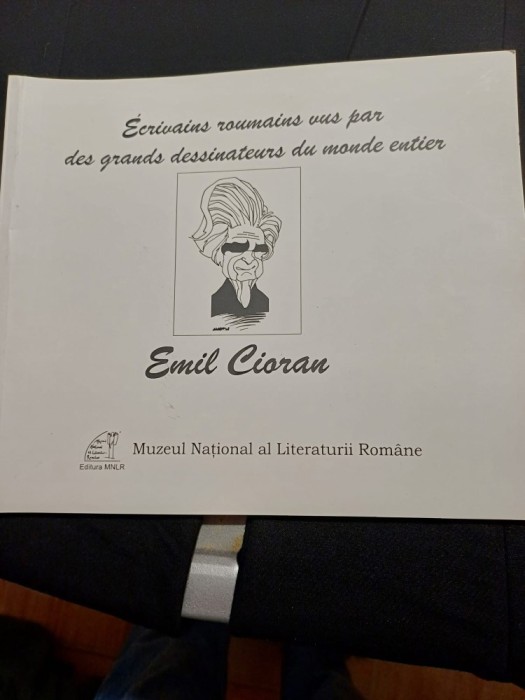 Écrivains roumains vus par
des grands dessinateurs du monde entier
Emil Cioran
Muzeul Național al Literaturii Române
Editura MNLR